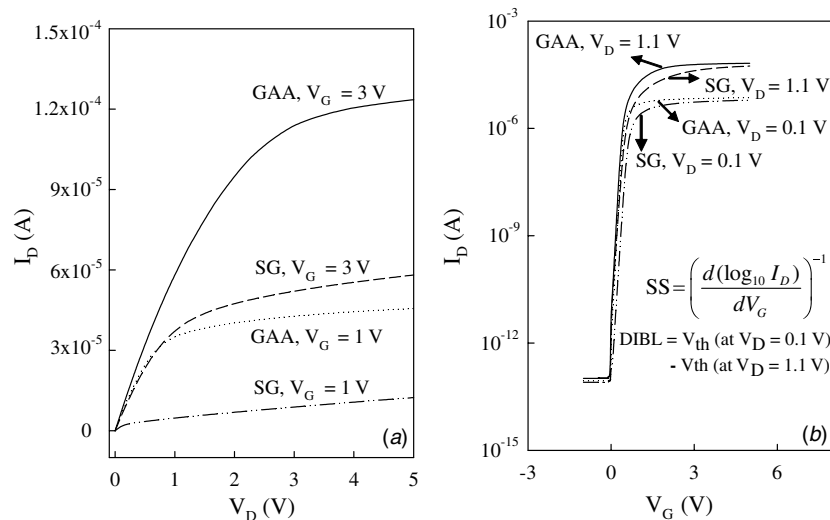 1.5x10-4
1.2x10-4
9x10-5
6x10-5
3x10-5
0
I_D (A)
GAA, V_G = 3 V
SG, V_G = 3 V
GAA, V_G = 1 V
SG, V_G = 1 V
(a)
0 1 2 3 4 5
V_D (V)
10-3
10-6
10-9
10-12
10-15
I_D (A)
GAA, V_D = 1.1 V
SG, V_D = 1.1 V
GAA, V_D = 0.1 V
SG, V_D = 0.1 V
SS = (d(log10 I_D) / dV_G)^-1
DIBL = Vth (at VD = 0.1 V)
- Vth (at VD = 1.1 V)
(b)
-3 0 3 6
V_G (V)